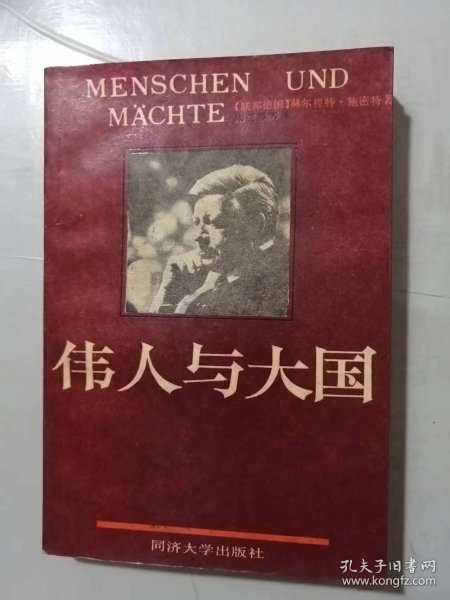 MENSCHEN UND
MÄCHTE
【联邦德国】赫尔穆特·施密特著
伟人与大国
同济大学出版社
孔夫子旧书网
www.kongfz.com